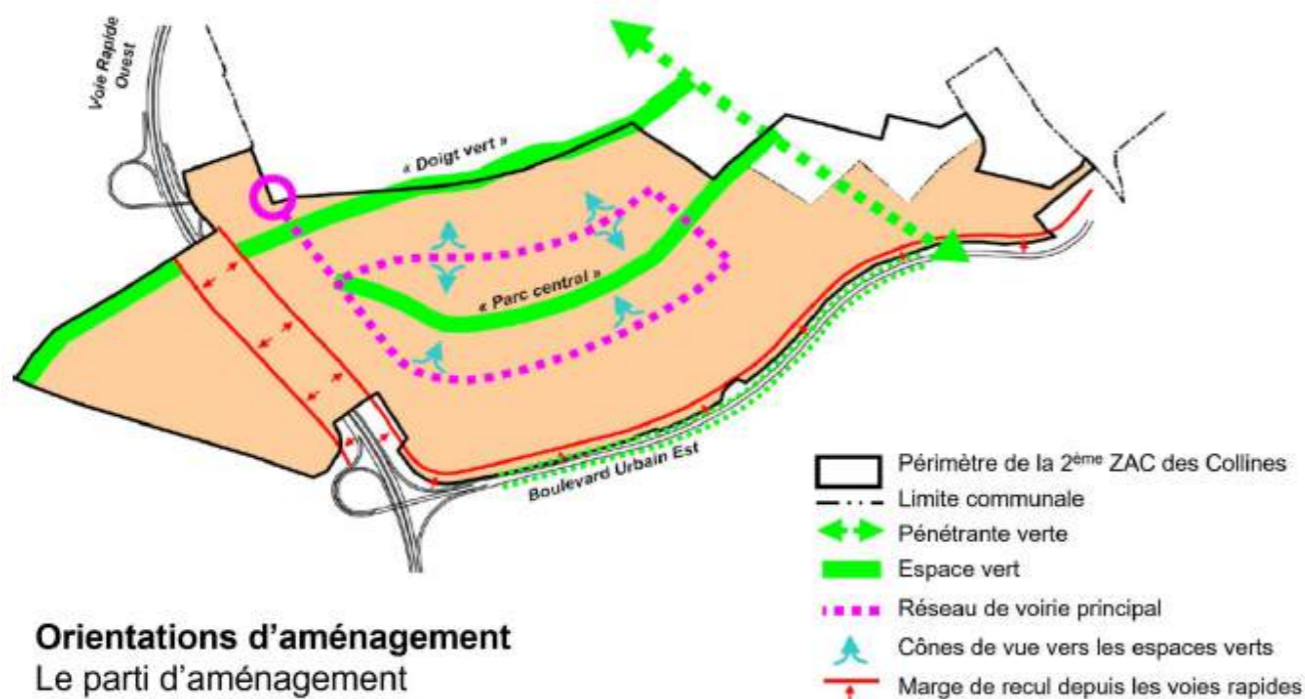 Voie Rapide
Ouest
« Doigt vert »
« Parc central »
Boulevard Urbain Est
Périmètre de la 2ème ZAC des Collines
Limite communale
Pénétrante verte
Espace vert
Réseau de voirie principal
Cônes de vue vers les espaces verts
Marge de recul depuis les voies rapides
Orientations d’aménagement
Le parti d’aménagement